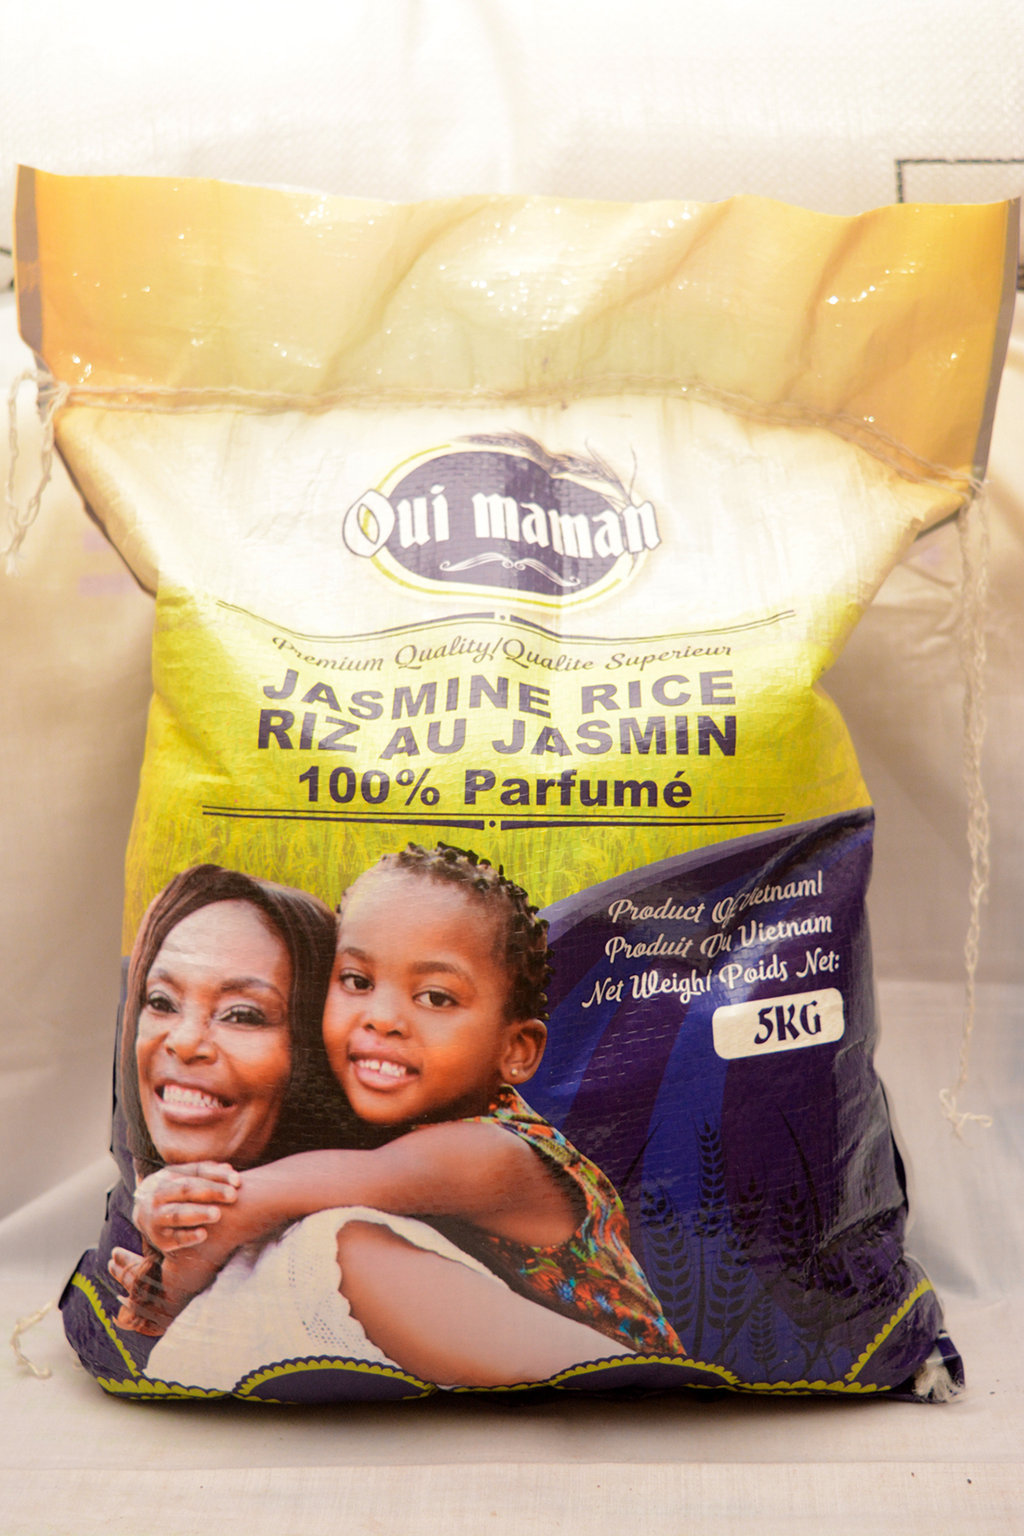 Oui maman
Premium Quality/Qualite Superieur
JASMINE RICE
RIZ AU JASMIN
100% Parfumé
Product Of Vietnam/
Produit Du Vietnam
Net Weight/ Poids Net:
5KG